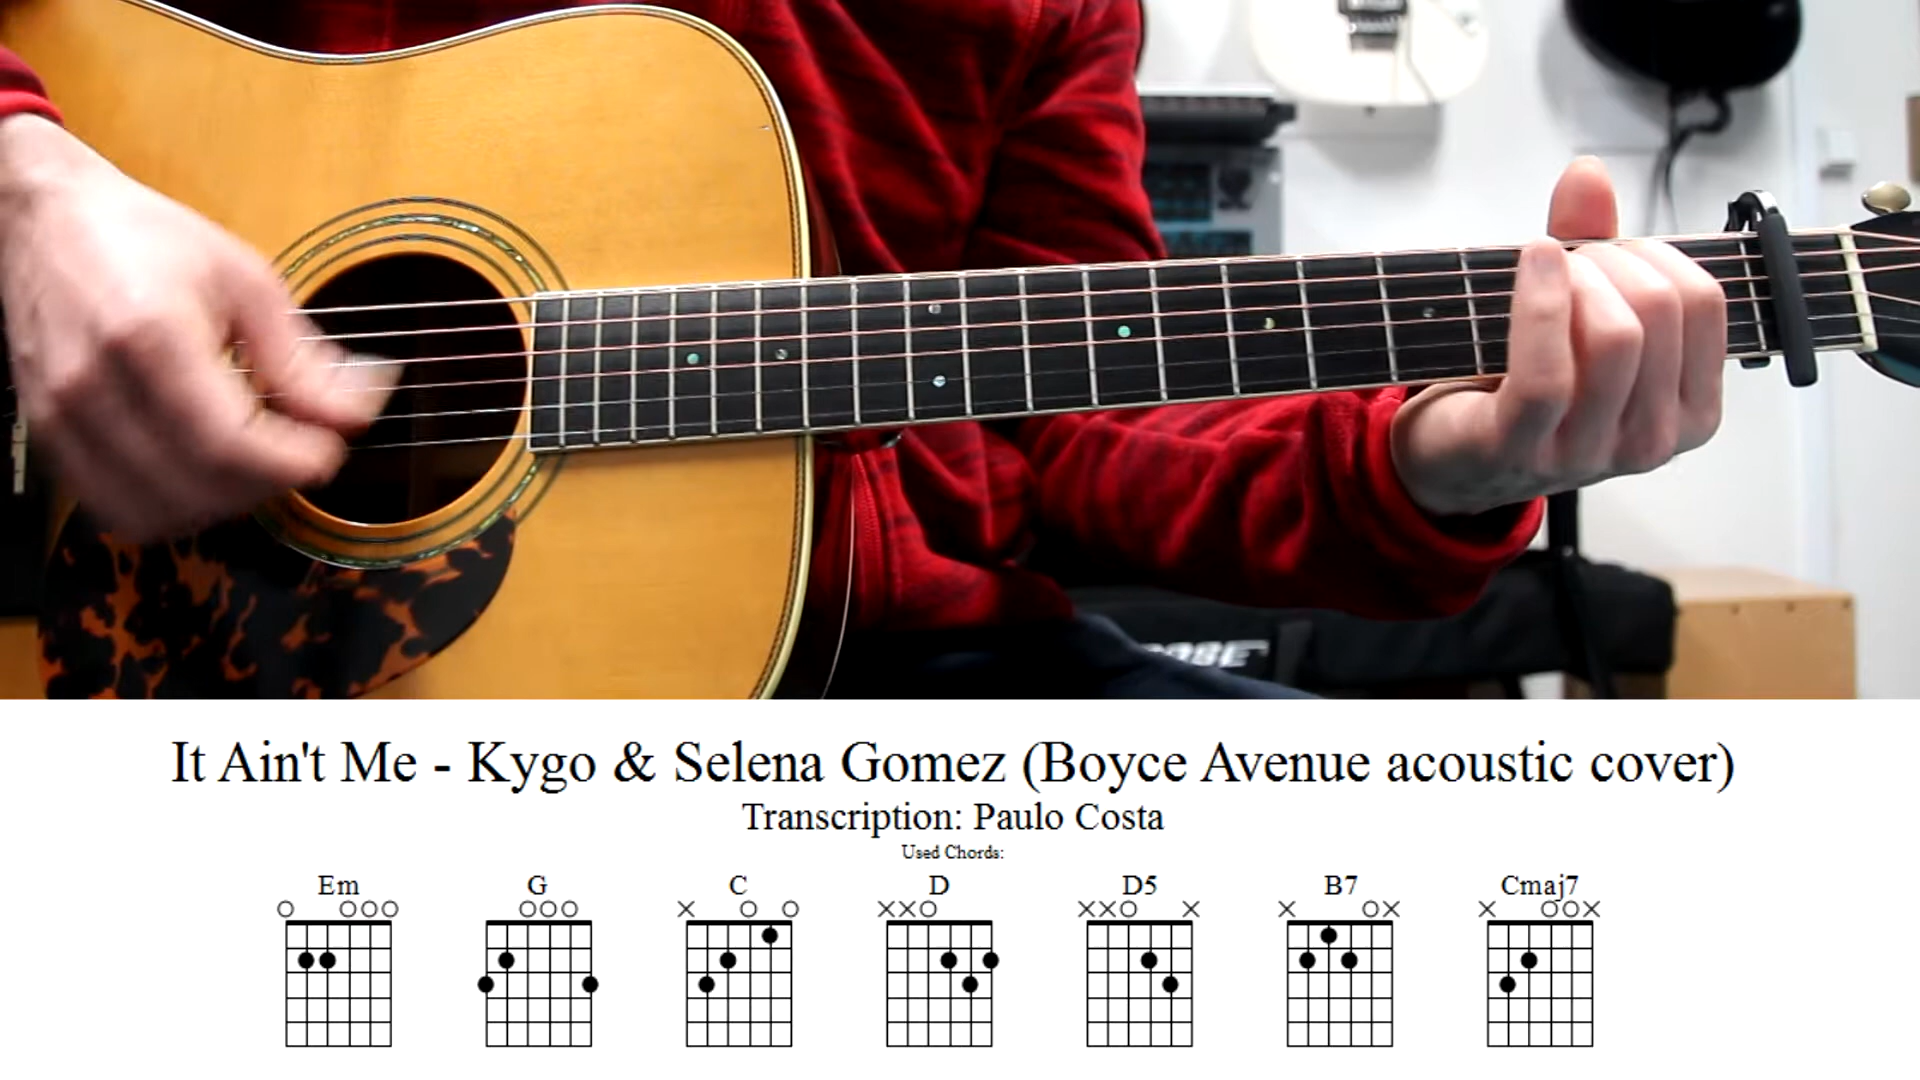 It Ain't Me - Kygo & Selena Gomez (Boyce Avenue acoustic cover)
Transcription: Paulo Costa
Used Chords:
Em G C D D5 B7 Cmaj7